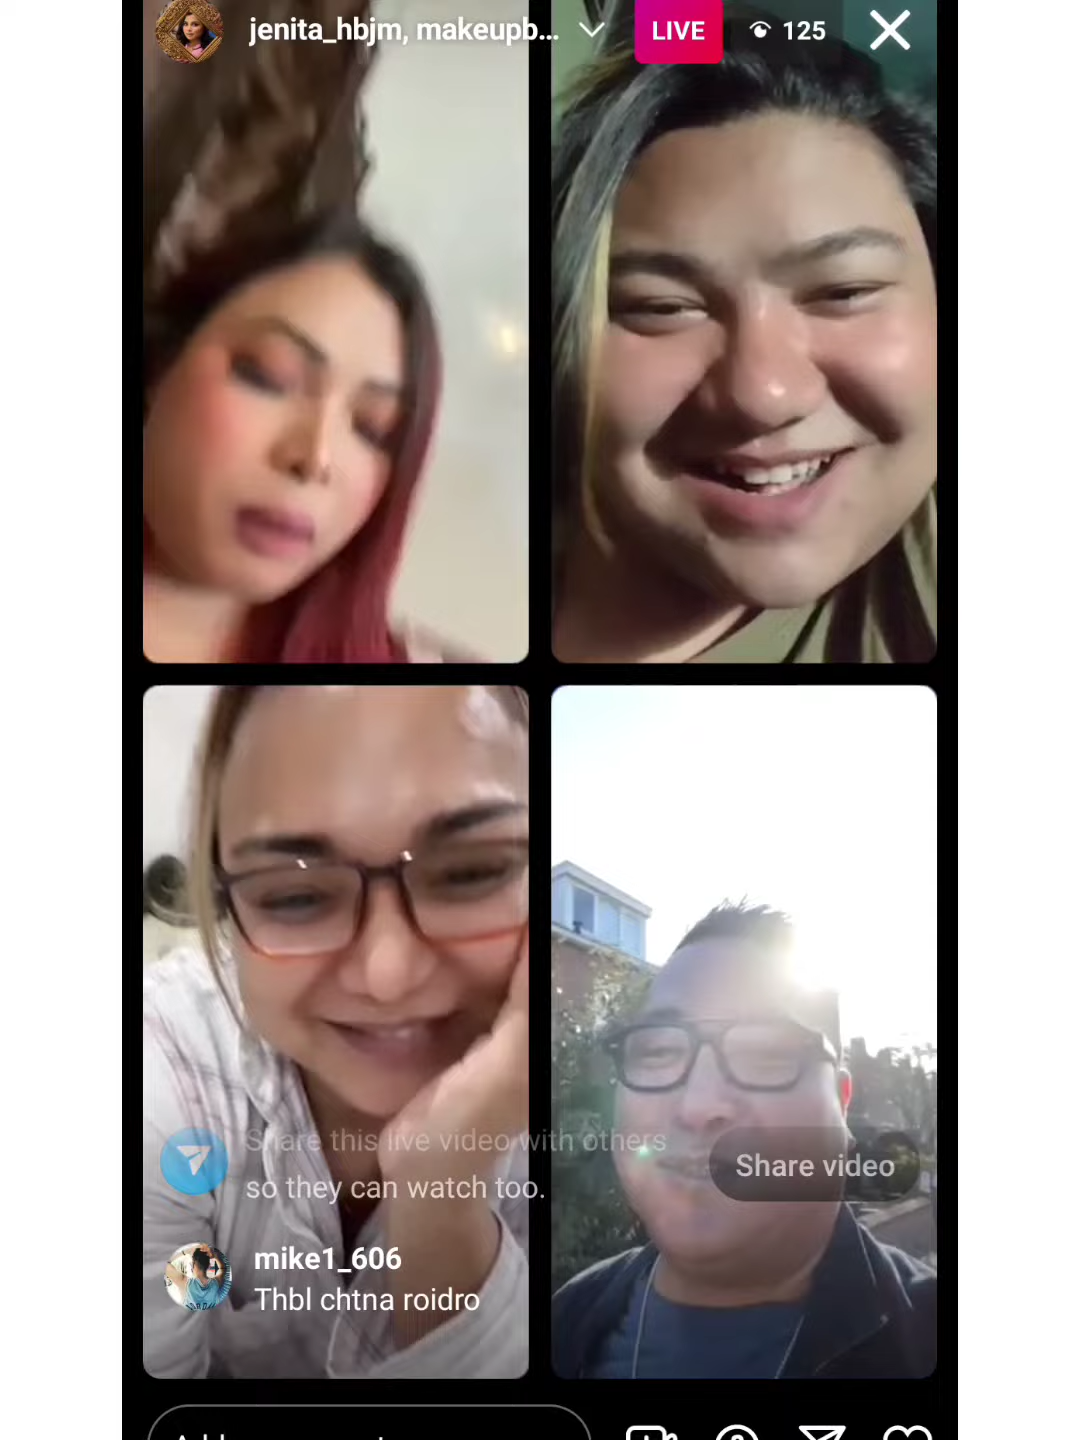 jenita_hbjm, makeupb...
LIVE
125
Share this live video with others
so they can watch too.
Share video
mike1_606
Thbl chtna roidro